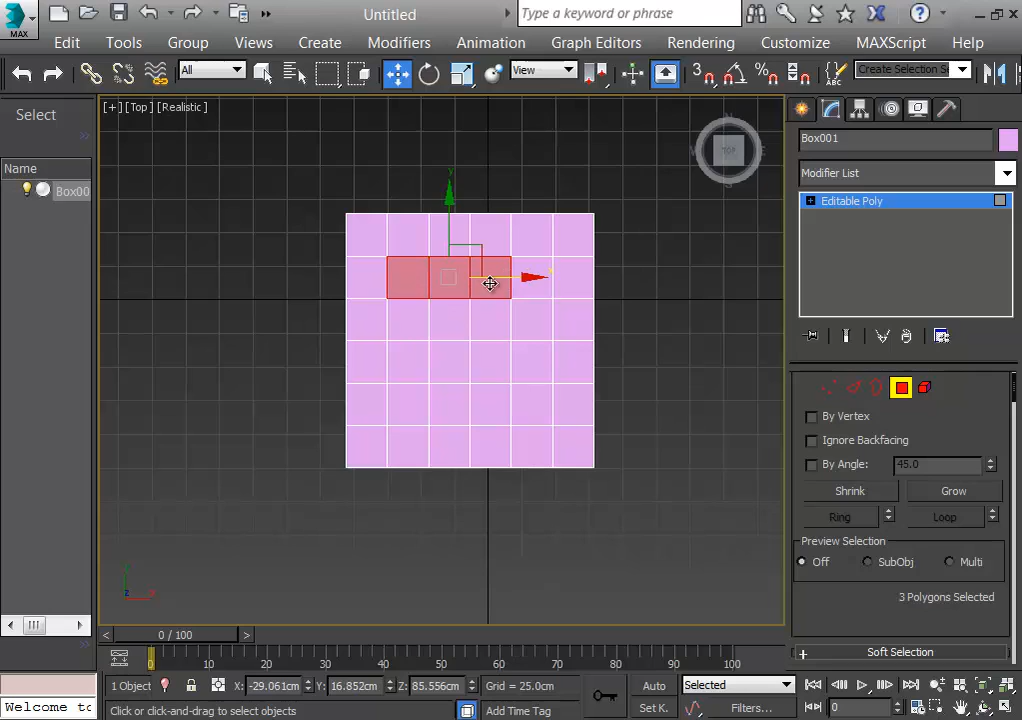 Untitled
Type a keyword or phrase
MAX
Edit Tools Group Views Create Modifiers Animation Graph Editors Rendering Customize MAXScript Help
All
View
3
%
ABC
Create Selection Se
Select
Name
Box00
[+] [Top] [Realistic]
TOP
Y
Box001
Modifier List
Editable Poly
By Vertex
Ignore Backfacing
By Angle: 45.0
Shrink Grow
Ring Loop
Preview Selection
Off SubObj Multi
3 Polygons Selected
Soft Selection
0 / 100
0 10 20 30 40 50 60 70 80 90 100
1 Object X: -29.061cm Y: 16.852cm Z: 85.556cm Grid = 25.0cm Auto Selected
Welcome to Click or click-and-drag to select objects Add Time Tag Set K. Filters... 0